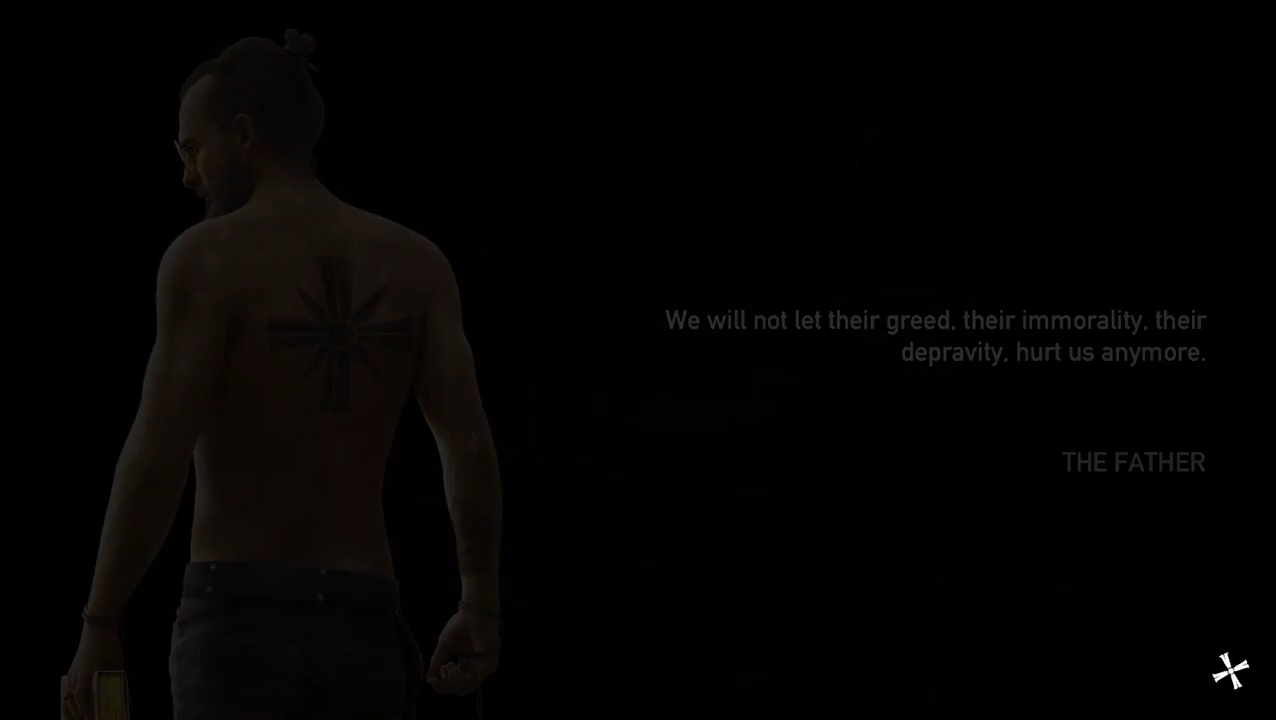 We will not let their greed, their immorality, their
depravity, hurt us anymore.
THE FATHER